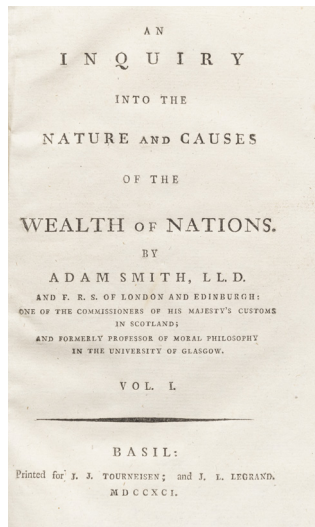 AN
INQUIRY
INTO THE
NATURE AND CAUSES
OF THE
WEALTH OF NATIONS.
BY
ADAM SMITH, LL.D.
AND F. R. S. OF LONDON AND EDINBURGH:
ONE OF THE COMMISSIONERS OF HIS MAJESTY'S CUSTOMS
IN SCOTLAND;
AND FORMERLY PROFESSOR OF MORAL PHILOSOPHY
IN THE UNIVERSITY OF GLASGOW.
VOL. I.
BASIL:
Printed for J. J. TOURNEISEN; and J. L. LEGRAND.
MDCCXCI.